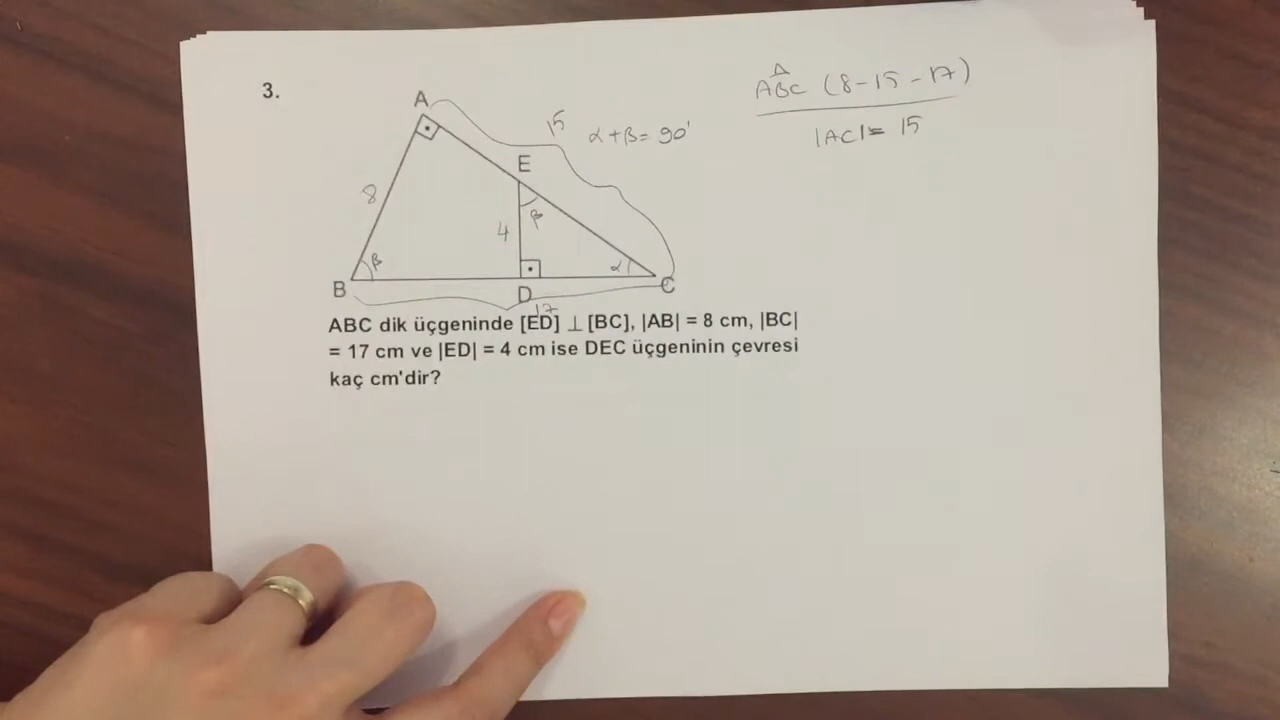 3.
A
15
α+β=90°
ABC (8-15-17)
|AC|= 15
E
8
β
4
β
α
B
D
C
17
ABC dik üçgeninde [ED] ⊥ [BC], |AB| = 8 cm, |BC|
= 17 cm ve |ED| = 4 cm ise DEC üçgeninin çevresi
kaç cm'dir?